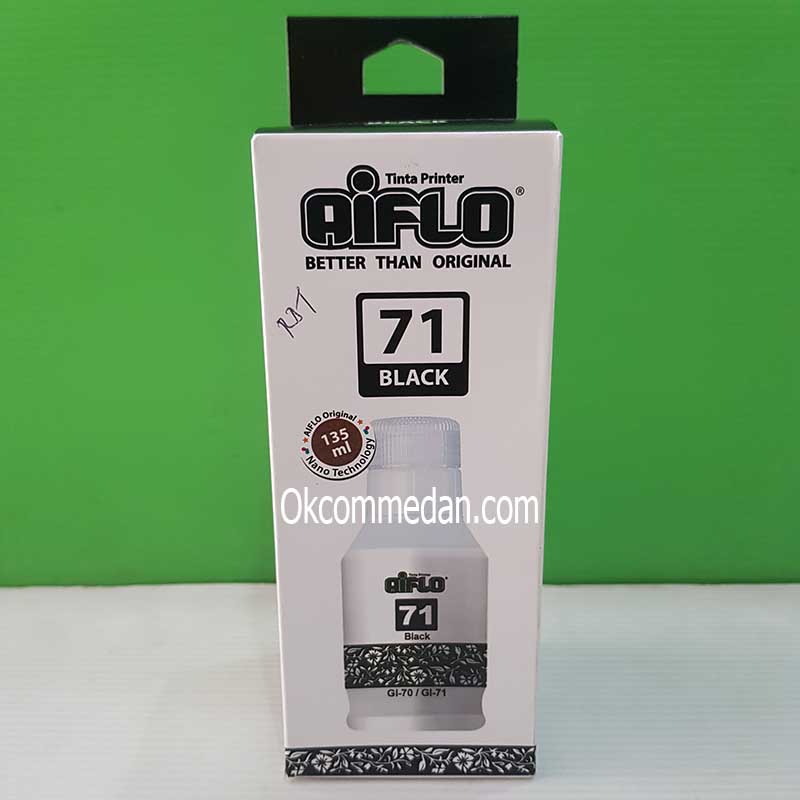 BLACK
Tinta Printer
AiFLO®
BETTER THAN ORIGINAL
RBT
71
BLACK
AiFLO Original
135
ml
Nano Technology
Okcommedan.com
Tinta Printer
AiFLO®
71
Black
GI-70 / GI-71